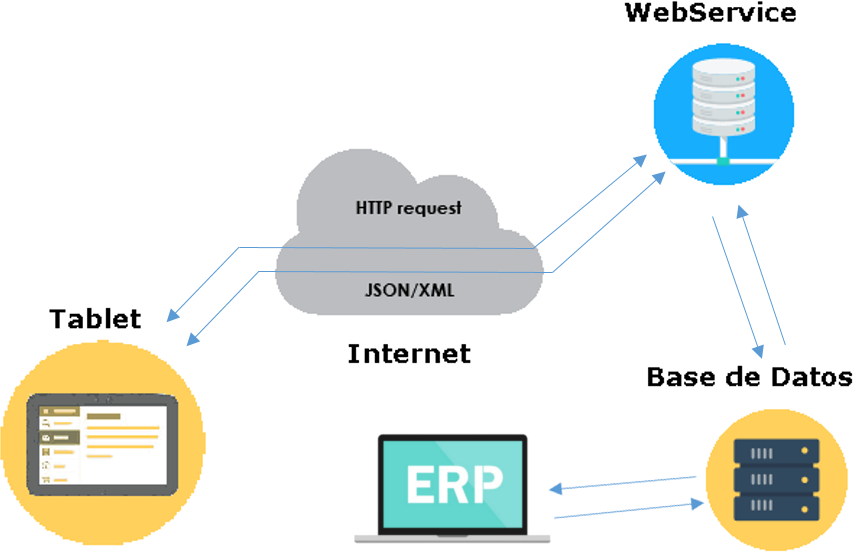 WebService
HTTP request
JSON/XML
Tablet
Internet
Base de Datos
ERP